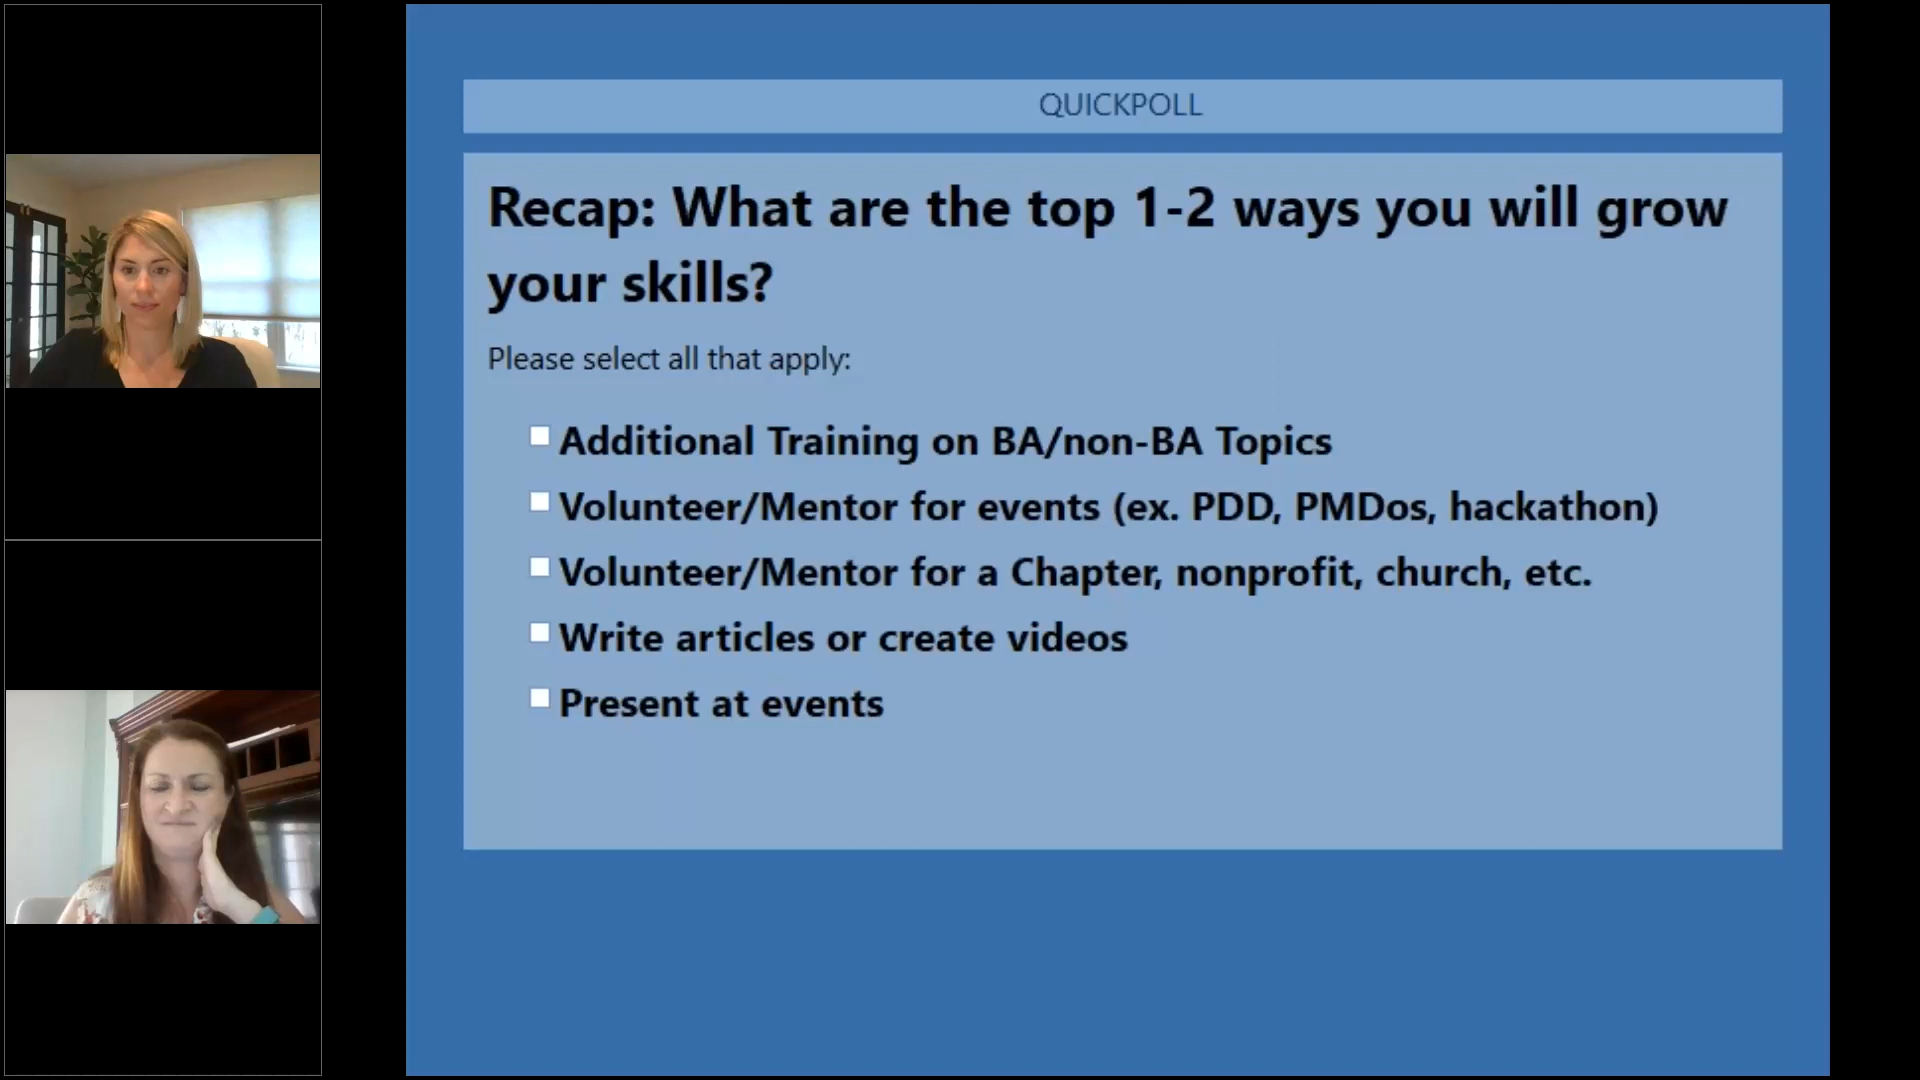 QUICKPOLL
Recap: What are the top 1-2 ways you will grow
your skills?
Please select all that apply:
Additional Training on BA/non-BA Topics
Volunteer/Mentor for events (ex. PDD, PMDos, hackathon)
Volunteer/Mentor for a Chapter, nonprofit, church, etc.
Write articles or create videos
Present at events